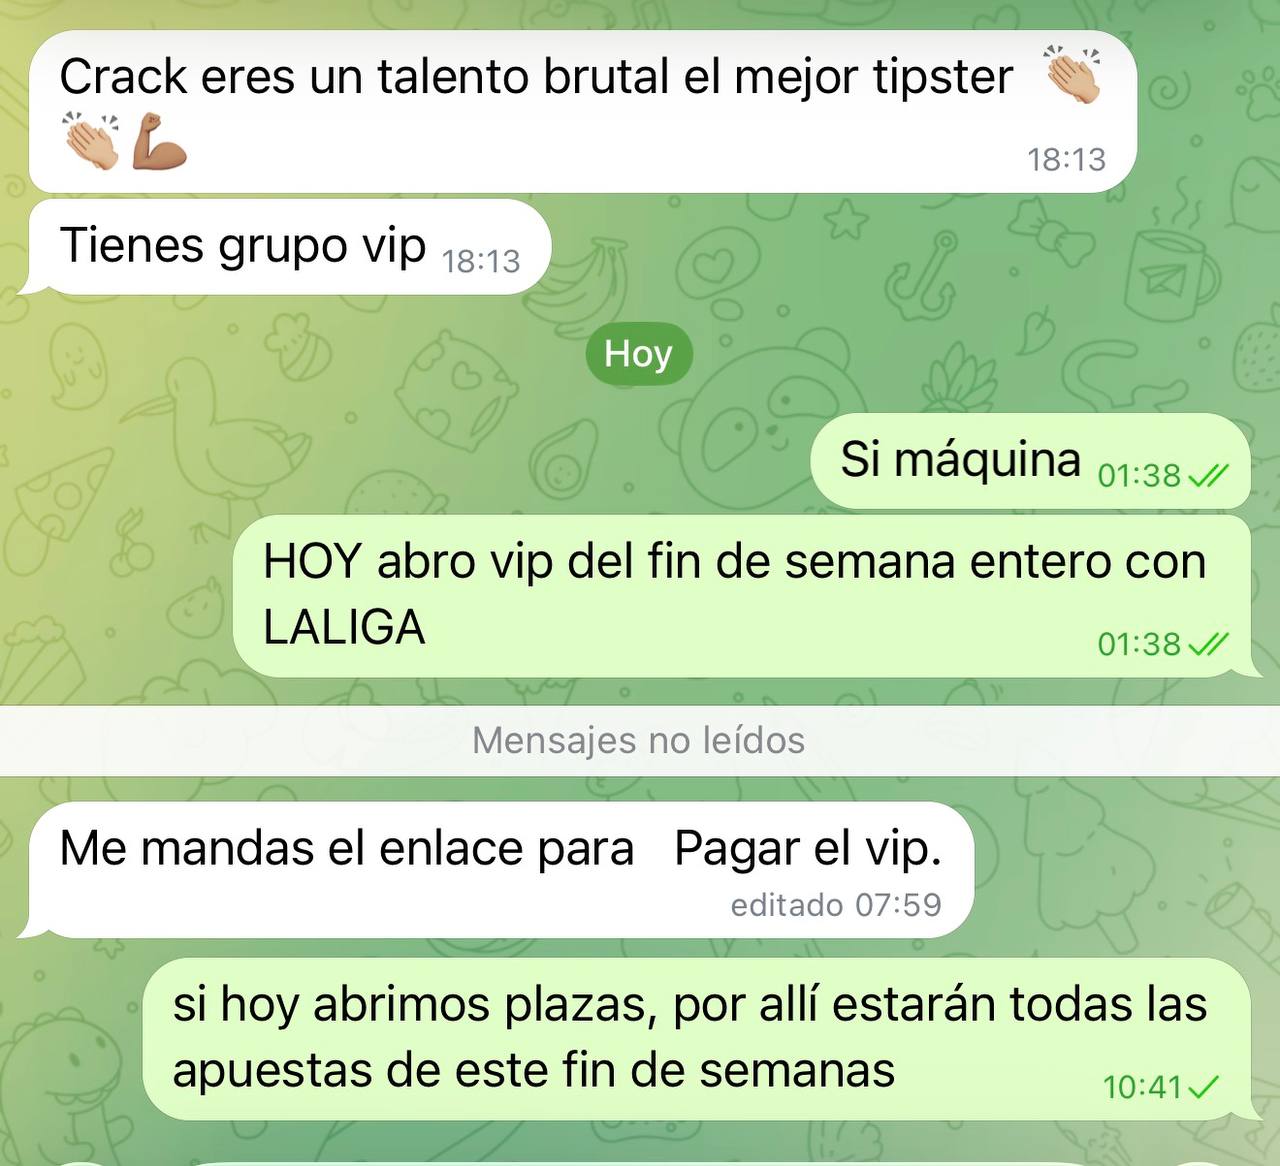 Crack eres un talento brutal el mejor tipster 👏🏼
👏🏼💪🏽
18:13
Tienes grupo vip 18:13
Hoy
Si máquina 01:38
HOY abro vip del fin de semana entero con
LALIGA
01:38
Mensajes no leídos
Me mandas el enlace para   Pagar el vip.
editado 07:59
si hoy abrimos plazas, por allí estarán todas las
apuestas de este fin de semanas
10:41